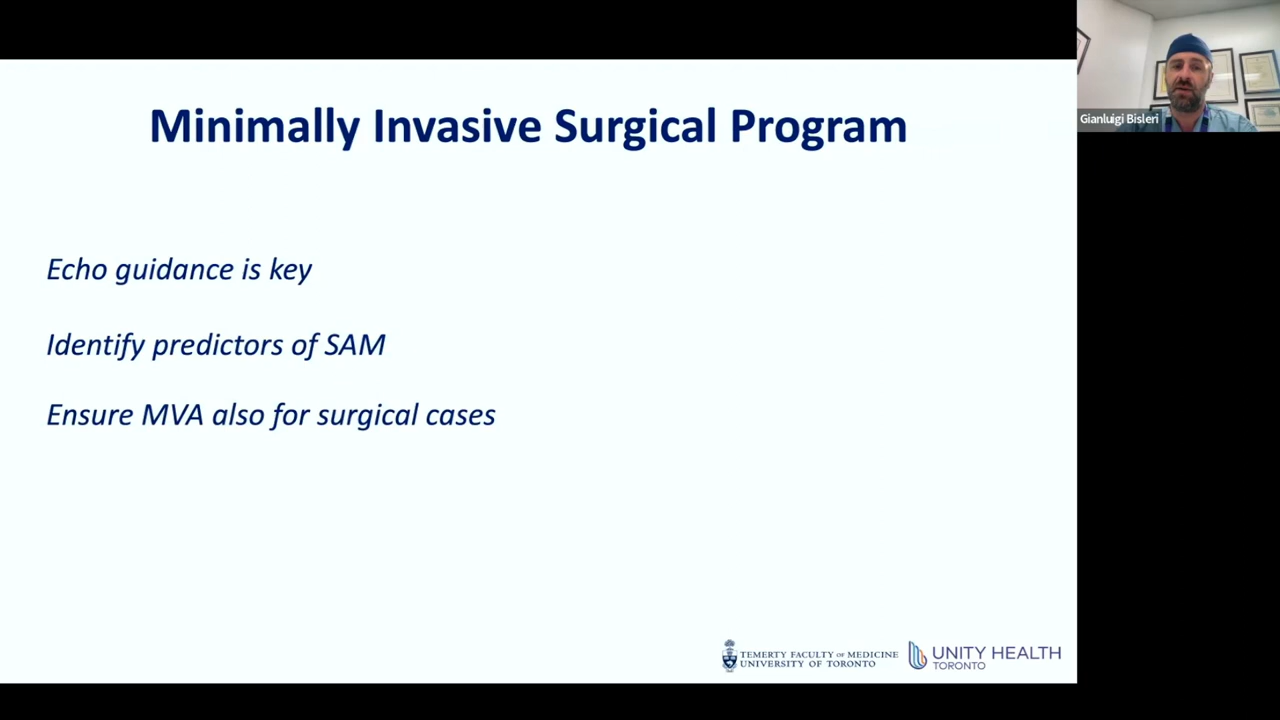 Minimally Invasive Surgical Program
Gianluigi Bisleri
Echo guidance is key
Identify predictors of SAM
Ensure MVA also for surgical cases
TEMERTY FACULTY OF MEDICINE
UNIVERSITY OF TORONTO
UNITY HEALTH
TORONTO